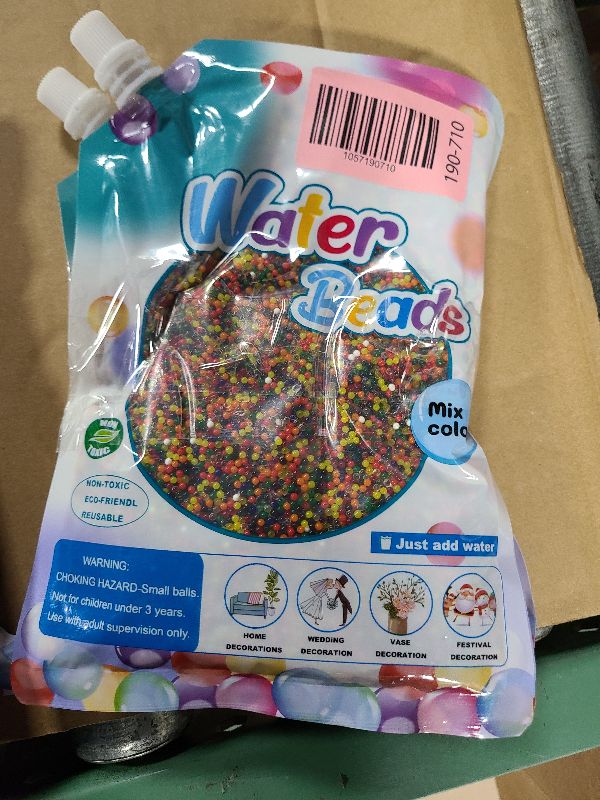 1057190710
190-710
Water
Beads
Mix
colo
NON
TOXIC
NON-TOXIC
ECO-FRIENDL
REUSABLE
Just add water
WARNING:
CHOKING HAZARD-Small balls.
Not for children under 3 years.
Use with adult supervision only.
HOME
DECORATIONS
WEDDING
DECORATION
VASE
DECORATION
FESTIVAL
DECORATION